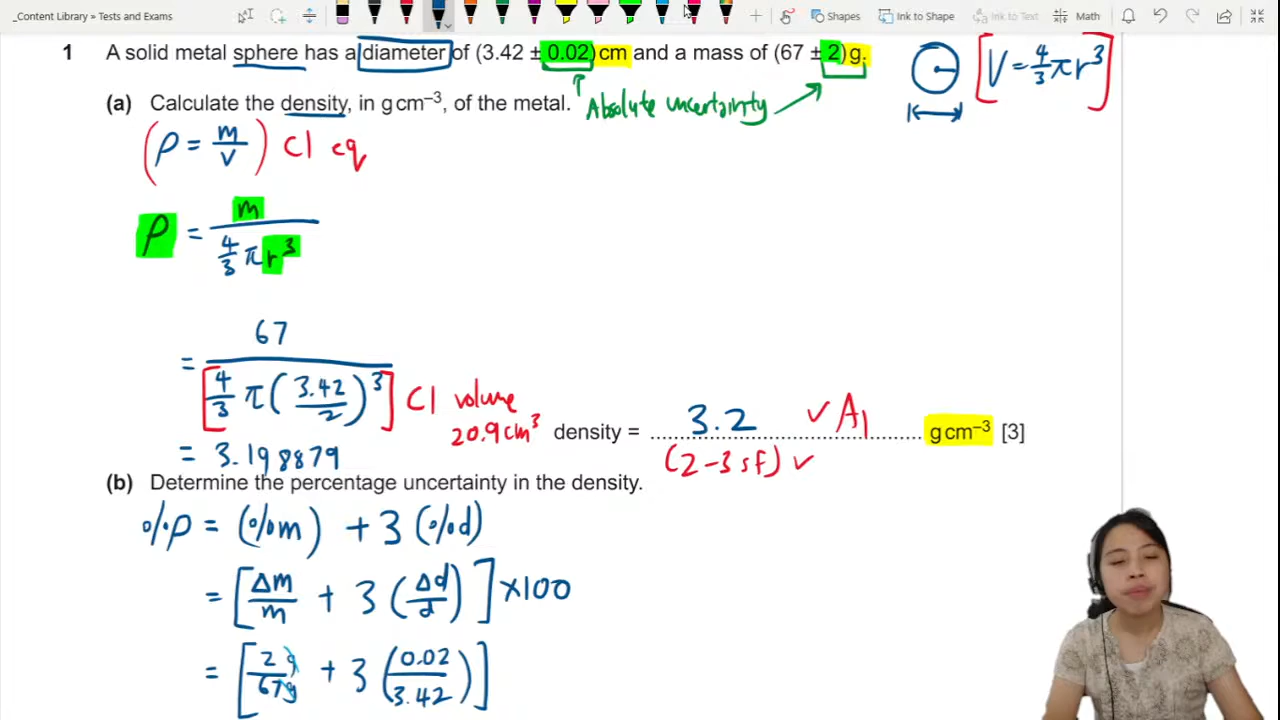 _Content Library » Tests and Exams
Shapes
Ink to Shape
Ink to Text
Math
1 A solid metal sphere has a diameter of (3.42 ± 0.02) cm and a mass of (67 ± 2) g.
V = 4/3 πr³
(a) Calculate the density, in g cm⁻³, of the metal.
Absolute uncertainty
(ρ = m/V) C1 eq
ρ = m / (4/3 πr³)
= 67 / [4/3 π(3.42/2)³] C1 volume
20.9cm³
density = 3.2 ✓ A1 g cm⁻³ [3]
= 3.198879
(2-3 sf) ✓
(b) Determine the percentage uncertainty in the density.
%ρ = (%m) + 3 (%d)
= [Δm/m + 3 (Δd/d)] ×100
= [2g/67g + 3 (0.02/3.42)]